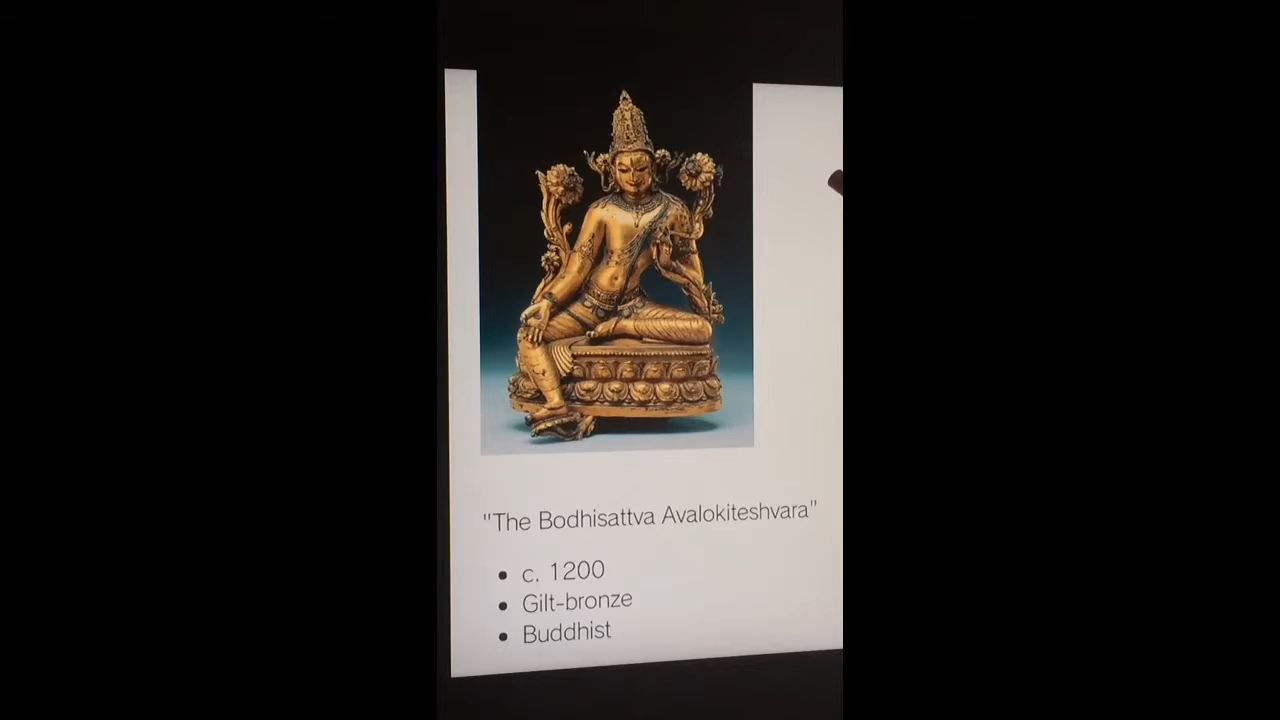 "The Bodhisattva Avalokiteshvara"
• c. 1200
• Gilt-bronze
• Buddhist